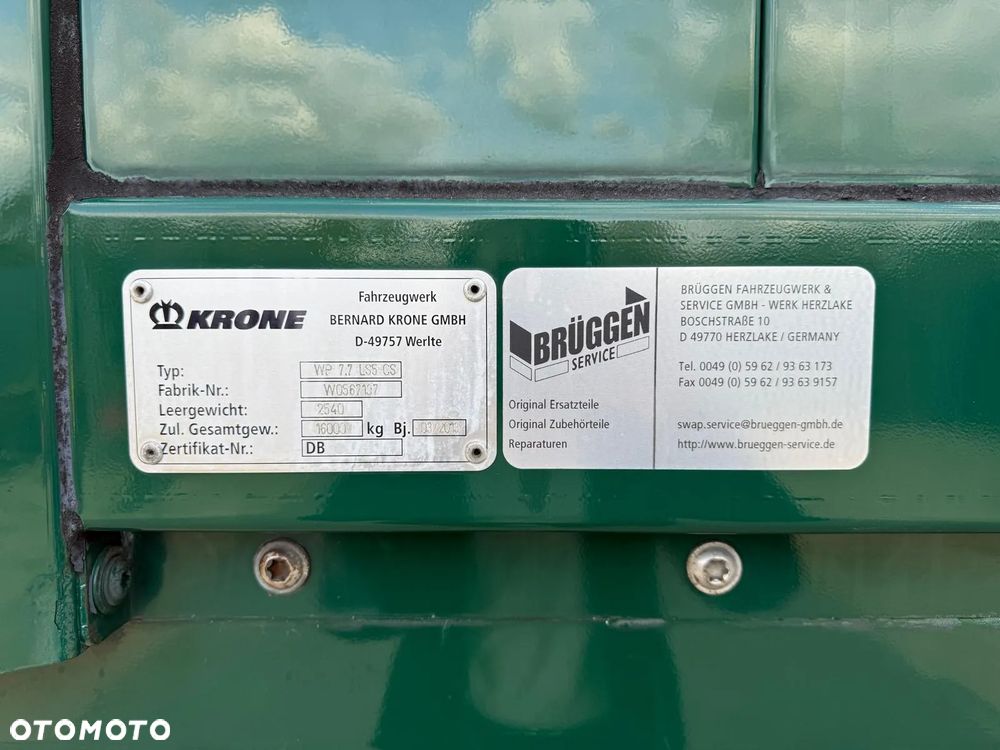 KRONE
Fahrzeugwerk
BERNARD KRONE GMBH
D-49757 Werlte
Typ: WP 7.7 LS5-CS
Fabrik-Nr.: W0567137
Leergewicht: 2540
Zul. Gesamtgew.: 16000 kg Bj.
Zertifikat-Nr.: DB
BRÜGGEN
SERVICE
Original Ersatzteile
Original Zubehörteile
Reparaturen
BRÜGGEN FAHRZEUGWERK &
SERVICE GMBH - WERK HERZLAKE
BOSCHSTRAßE 10
D 49770 HERZLAKE / GERMANY
Tel. 0049 (0) 59 62 / 93 63 173
Fax 0049 (0) 59 62 / 93 63 9157
swap.service@brueggen-gmbh.de
http://www.brueggen-service.de
OTOMOTO